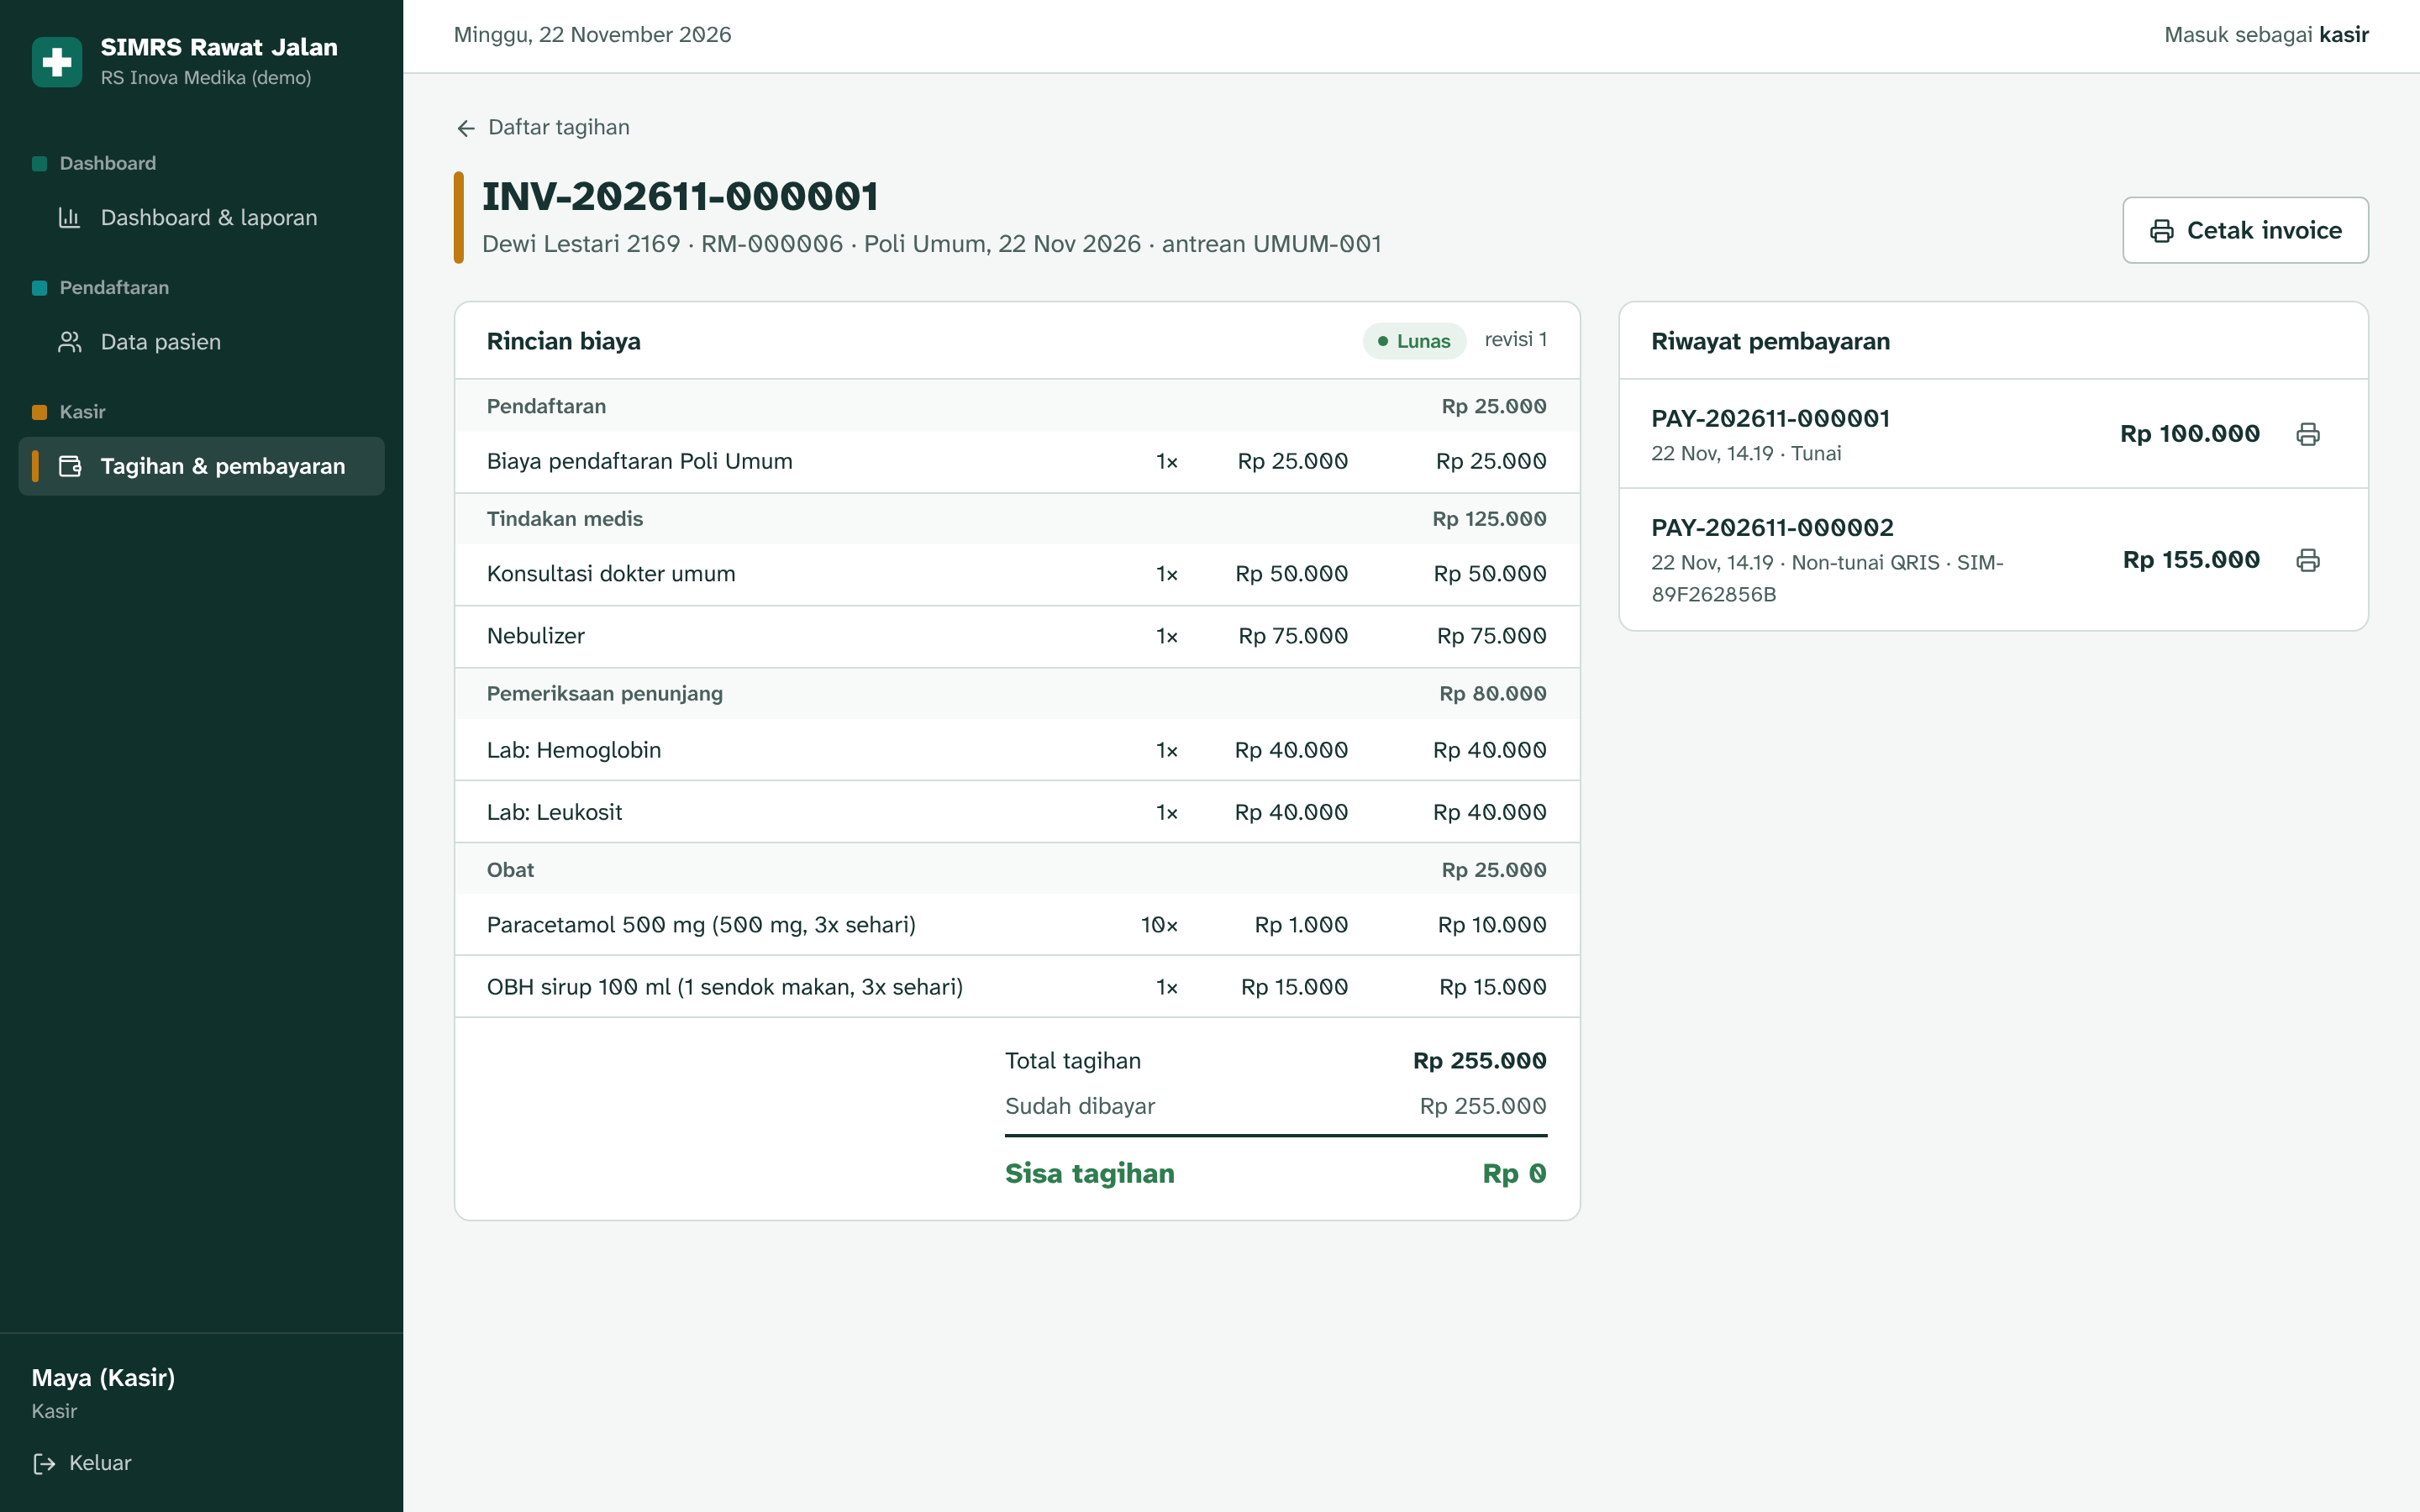 SIMRS Rawat Jalan
RS Inova Medika (demo)
Dashboard
Dashboard & laporan
Pendaftaran
Data pasien
Kasir
Tagihan & pembayaran
Maya (Kasir)
Kasir
Keluar
Minggu, 22 November 2026
Masuk sebagai kasir
Daftar tagihan
INV-202611-000001
Dewi Lestari 2169 · RM-000006 · Poli Umum, 22 Nov 2026 · antrean UMUM-001
Cetak invoice
Rincian biaya Lunas revisi 1
Pendaftaran Rp 25.000
Biaya pendaftaran Poli Umum 1× Rp 25.000 Rp 25.000
Tindakan medis Rp 125.000
Konsultasi dokter umum 1× Rp 50.000 Rp 50.000
Nebulizer 1× Rp 75.000 Rp 75.000
Pemeriksaan penunjang Rp 80.000
Lab: Hemoglobin 1× Rp 40.000 Rp 40.000
Lab: Leukosit 1× Rp 40.000 Rp 40.000
Obat Rp 25.000
Paracetamol 500 mg (500 mg, 3x sehari) 10× Rp 1.000 Rp 10.000
OBH sirup 100 ml (1 sendok makan, 3x sehari) 1× Rp 15.000 Rp 15.000
Total tagihan Rp 255.000
Sudah dibayar Rp 255.000
Sisa tagihan Rp 0
Riwayat pembayaran
PAY-202611-000001
22 Nov, 14.19 · Tunai
Rp 100.000
PAY-202611-000002
22 Nov, 14.19 · Non-tunai QRIS · SIM-
89F262856B
Rp 155.000